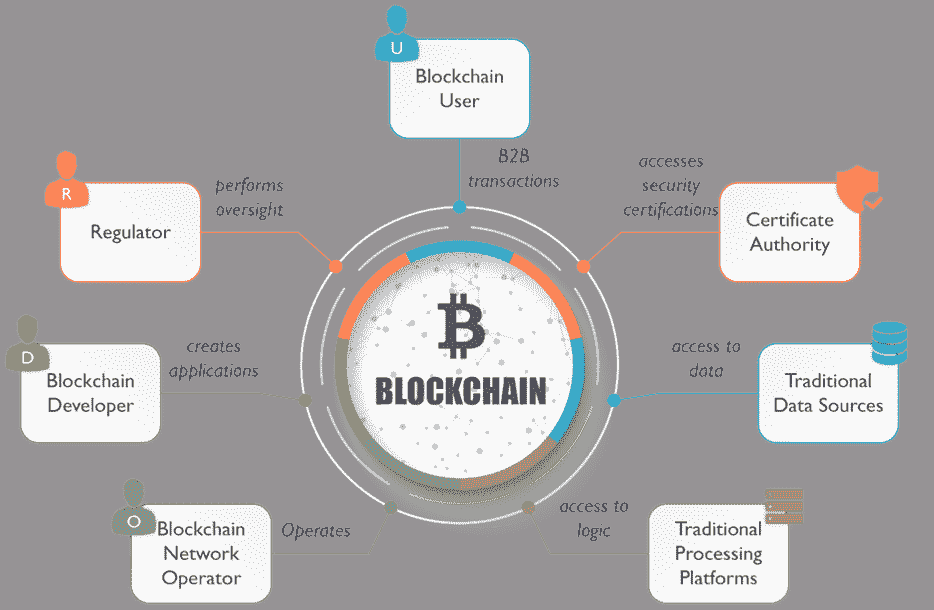 U
Blockchain
User
B2B
transactions
R
Regulator
performs
oversight
accesses
security
certifications
Certificate
Authority
BLOCKCHAIN
D
Blockchain
Developer
creates
applications
access to
data
Traditional
Data Sources
O
Blockchain
Network
Operator
Operates
access to
logic
Traditional
Processing
Platforms